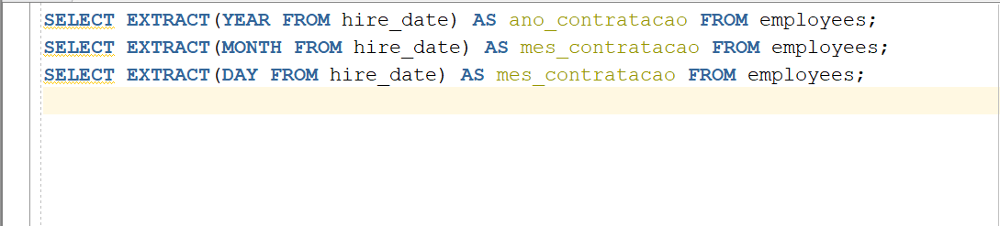 SELECT EXTRACT(YEAR FROM hire_date) AS ano_contratacao FROM employees;
SELECT EXTRACT(MONTH FROM hire_date) AS mes_contratacao FROM employees;
SELECT EXTRACT(DAY FROM hire_date) AS mes_contratacao FROM employees;